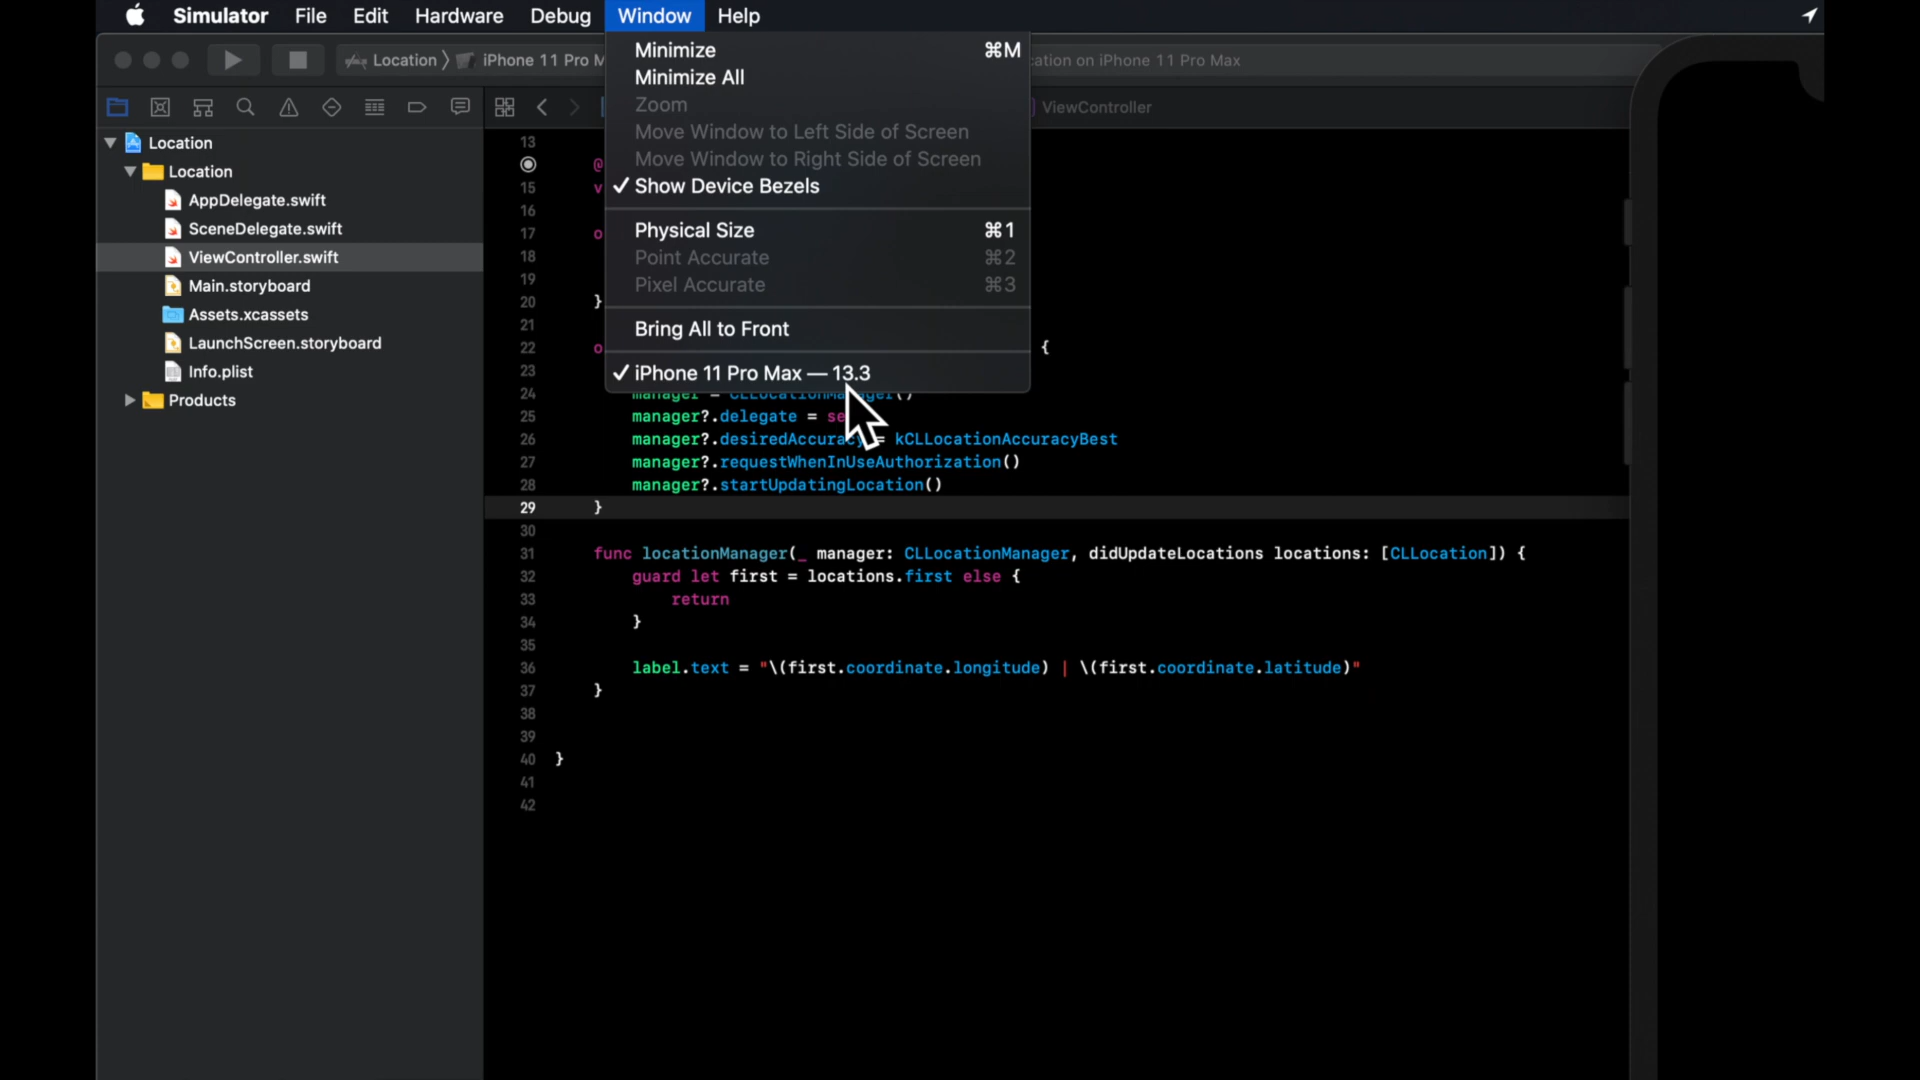 Simulator File Edit Hardware Debug Window Help
Location 〉 iPhone 11 Pro M
ation on iPhone 11 Pro Max
ViewController
Minimize ⌘M
Minimize All
Zoom
Move Window to Left Side of Screen
Move Window to Right Side of Screen
✓ Show Device Bezels
Physical Size ⌘1
Point Accurate ⌘2
Pixel Accurate ⌘3
Bring All to Front
✓ iPhone 11 Pro Max — 13.3
Location
Location
AppDelegate.swift
SceneDelegate.swift
ViewController.swift
Main.storyboard
Assets.xcassets
LaunchScreen.storyboard
Info.plist
Products
13
@
15 v
16
17 o
18
19
20 }
21
22 o {
23
24 manager = CLLocationManager()
25 manager?.delegate = se
26 manager?.desiredAccuracy = kCLLocationAccuracyBest
27 manager?.requestWhenInUseAuthorization()
28 manager?.startUpdatingLocation()
29 }
30
31 func locationManager(_ manager: CLLocationManager, didUpdateLocations locations: [CLLocation]) {
32 guard let first = locations.first else {
33 return
34 }
35
36 label.text = "\(first.coordinate.longitude) | \(first.coordinate.latitude)"
37 }
38
39
40 }
41
42